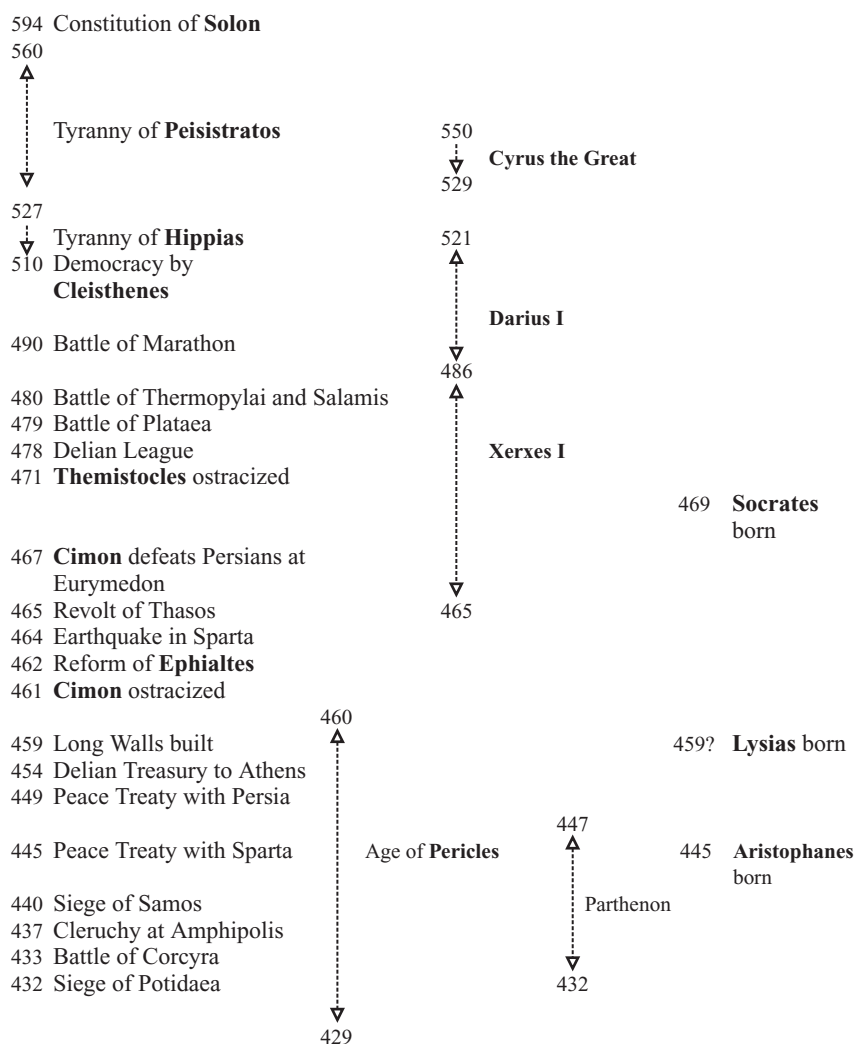 594 Constitution of Solon
560
Tyranny of Peisistratos
550
Cyrus the Great
529
527
Tyranny of Hippias
521
510 Democracy by
Cleisthenes
Darius I
490 Battle of Marathon
486
480 Battle of Thermopylai and Salamis
479 Battle of Plataea
478 Delian League
Xerxes I
471 Themistocles ostracized
469 Socrates
born
467 Cimon defeats Persians at
Eurymedon
465 Revolt of Thasos
465
464 Earthquake in Sparta
462 Reform of Ephialtes
461 Cimon ostracized
460
459 Long Walls built
459? Lysias born
454 Delian Treasury to Athens
449 Peace Treaty with Persia
447
445 Peace Treaty with Sparta
Age of Pericles
445 Aristophanes
born
440 Siege of Samos
Parthenon
437 Cleruchy at Amphipolis
433 Battle of Corcyra
432 Siege of Potidaea
432
429